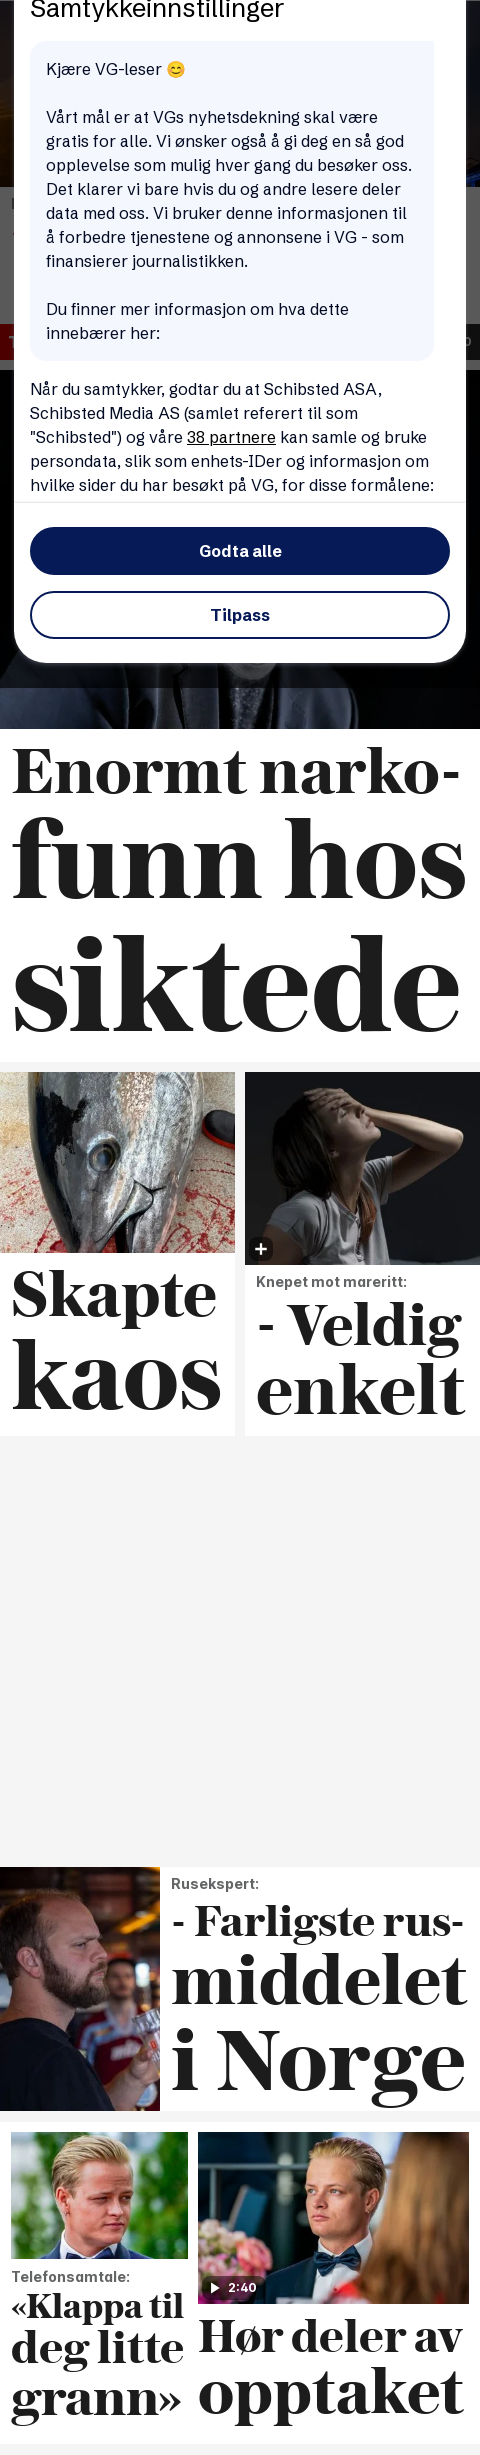 Samtykkeinnstillinger
Kjære VG-leser 😊
Vårt mål er at VGs nyhetsdekning skal være
gratis for alle. Vi ønsker også å gi deg en så god
opplevelse som mulig hver gang du besøker oss.
Det klarer vi bare hvis du og andre lesere deler
data med oss. Vi bruker denne informasjonen til
å forbedre tjenestene og annonsene i VG - som
finansierer journalistikken.
Du finner mer informasjon om hva dette
innebærer her:
Når du samtykker, godtar du at Schibsted ASA,
Schibsted Media AS (samlet referert til som
"Schibsted") og våre 38 partnere kan samle og bruke
persondata, slik som enhets-IDer og informasjon om
hvilke sider du har besøkt på VG, for disse formålene:
Godta alle
Tilpass
Enormt narko-
funn hos
siktede
Skapte
kaos
Knepet mot mareritt:
- Veldig
enkelt
Rusekspert:
- Farligste rus-
middelet
i Norge
Telefonsamtale:
«Klappa til
deg litte
grann»
2:40
Hør deler av
opptaket